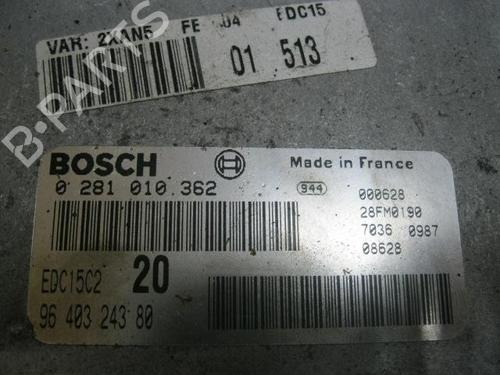 VAR: 2XAN5 FE 04 EDC15
01 513
B-PARTS
BOSCH
Made in France
0 281 010 362
944
000628
28FM0190
7036 0987
08628
EDC15C2 20
96 403 243 80